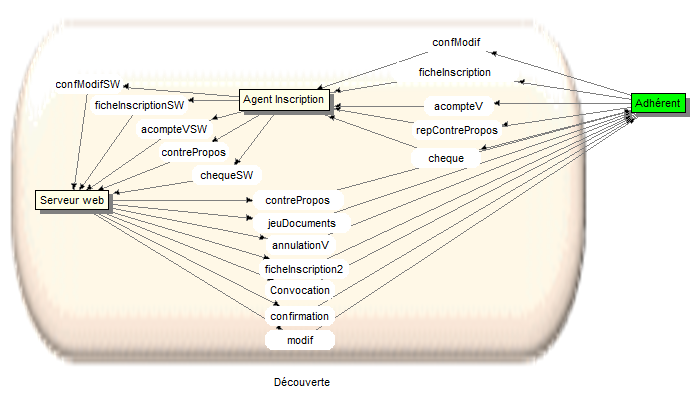 confModif
ficheInscription
confModifSW
Agent Inscription
ficheInscriptionSW
acompteV
Adhérent
acompteVSW
repContrePropos
contrePropos
cheque
chequeSW
Serveur web
contrePropos
jeuDocuments
annulationV
ficheInscription2
Convocation
confirmation
modif
Découverte